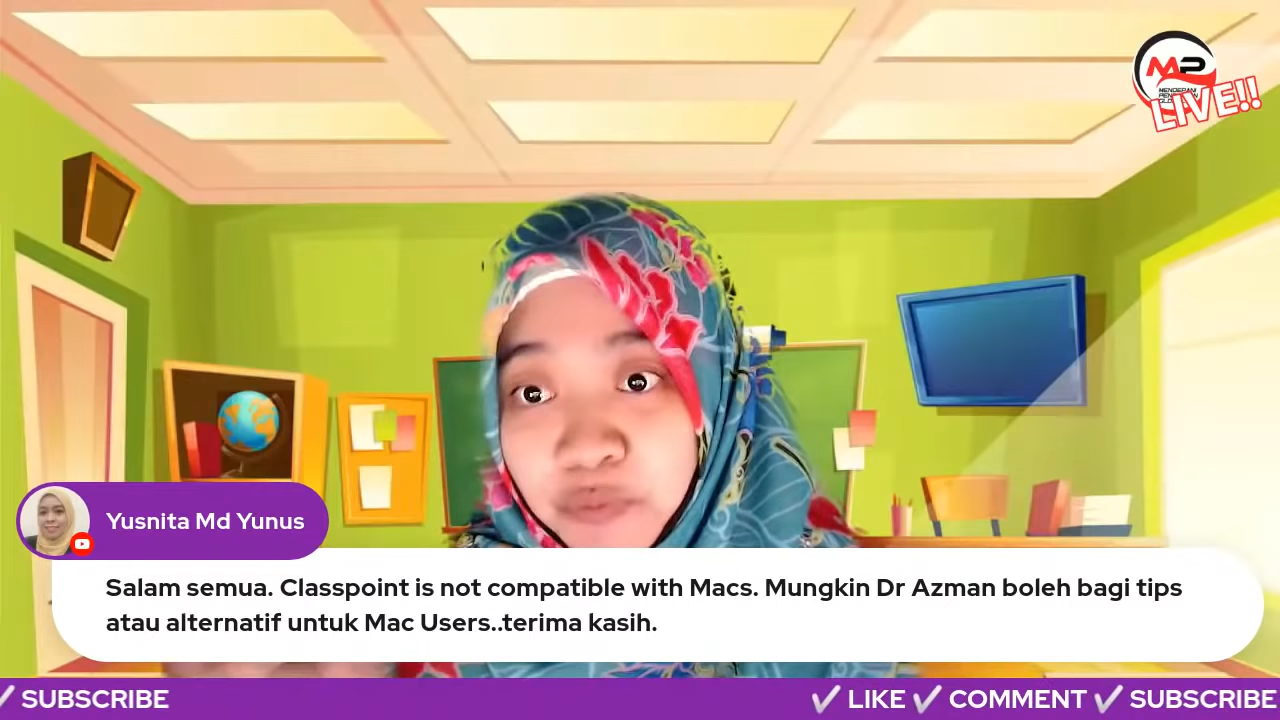 MP
LIVE!!
Yusnita Md Yunus
Salam semua. Classpoint is not compatible with Macs. Mungkin Dr Azman boleh bagi tips
atau alternatif untuk Mac Users..terima kasih.
✓ SUBSCRIBE
✓ LIKE ✓ COMMENT ✓ SUBSCRIBE